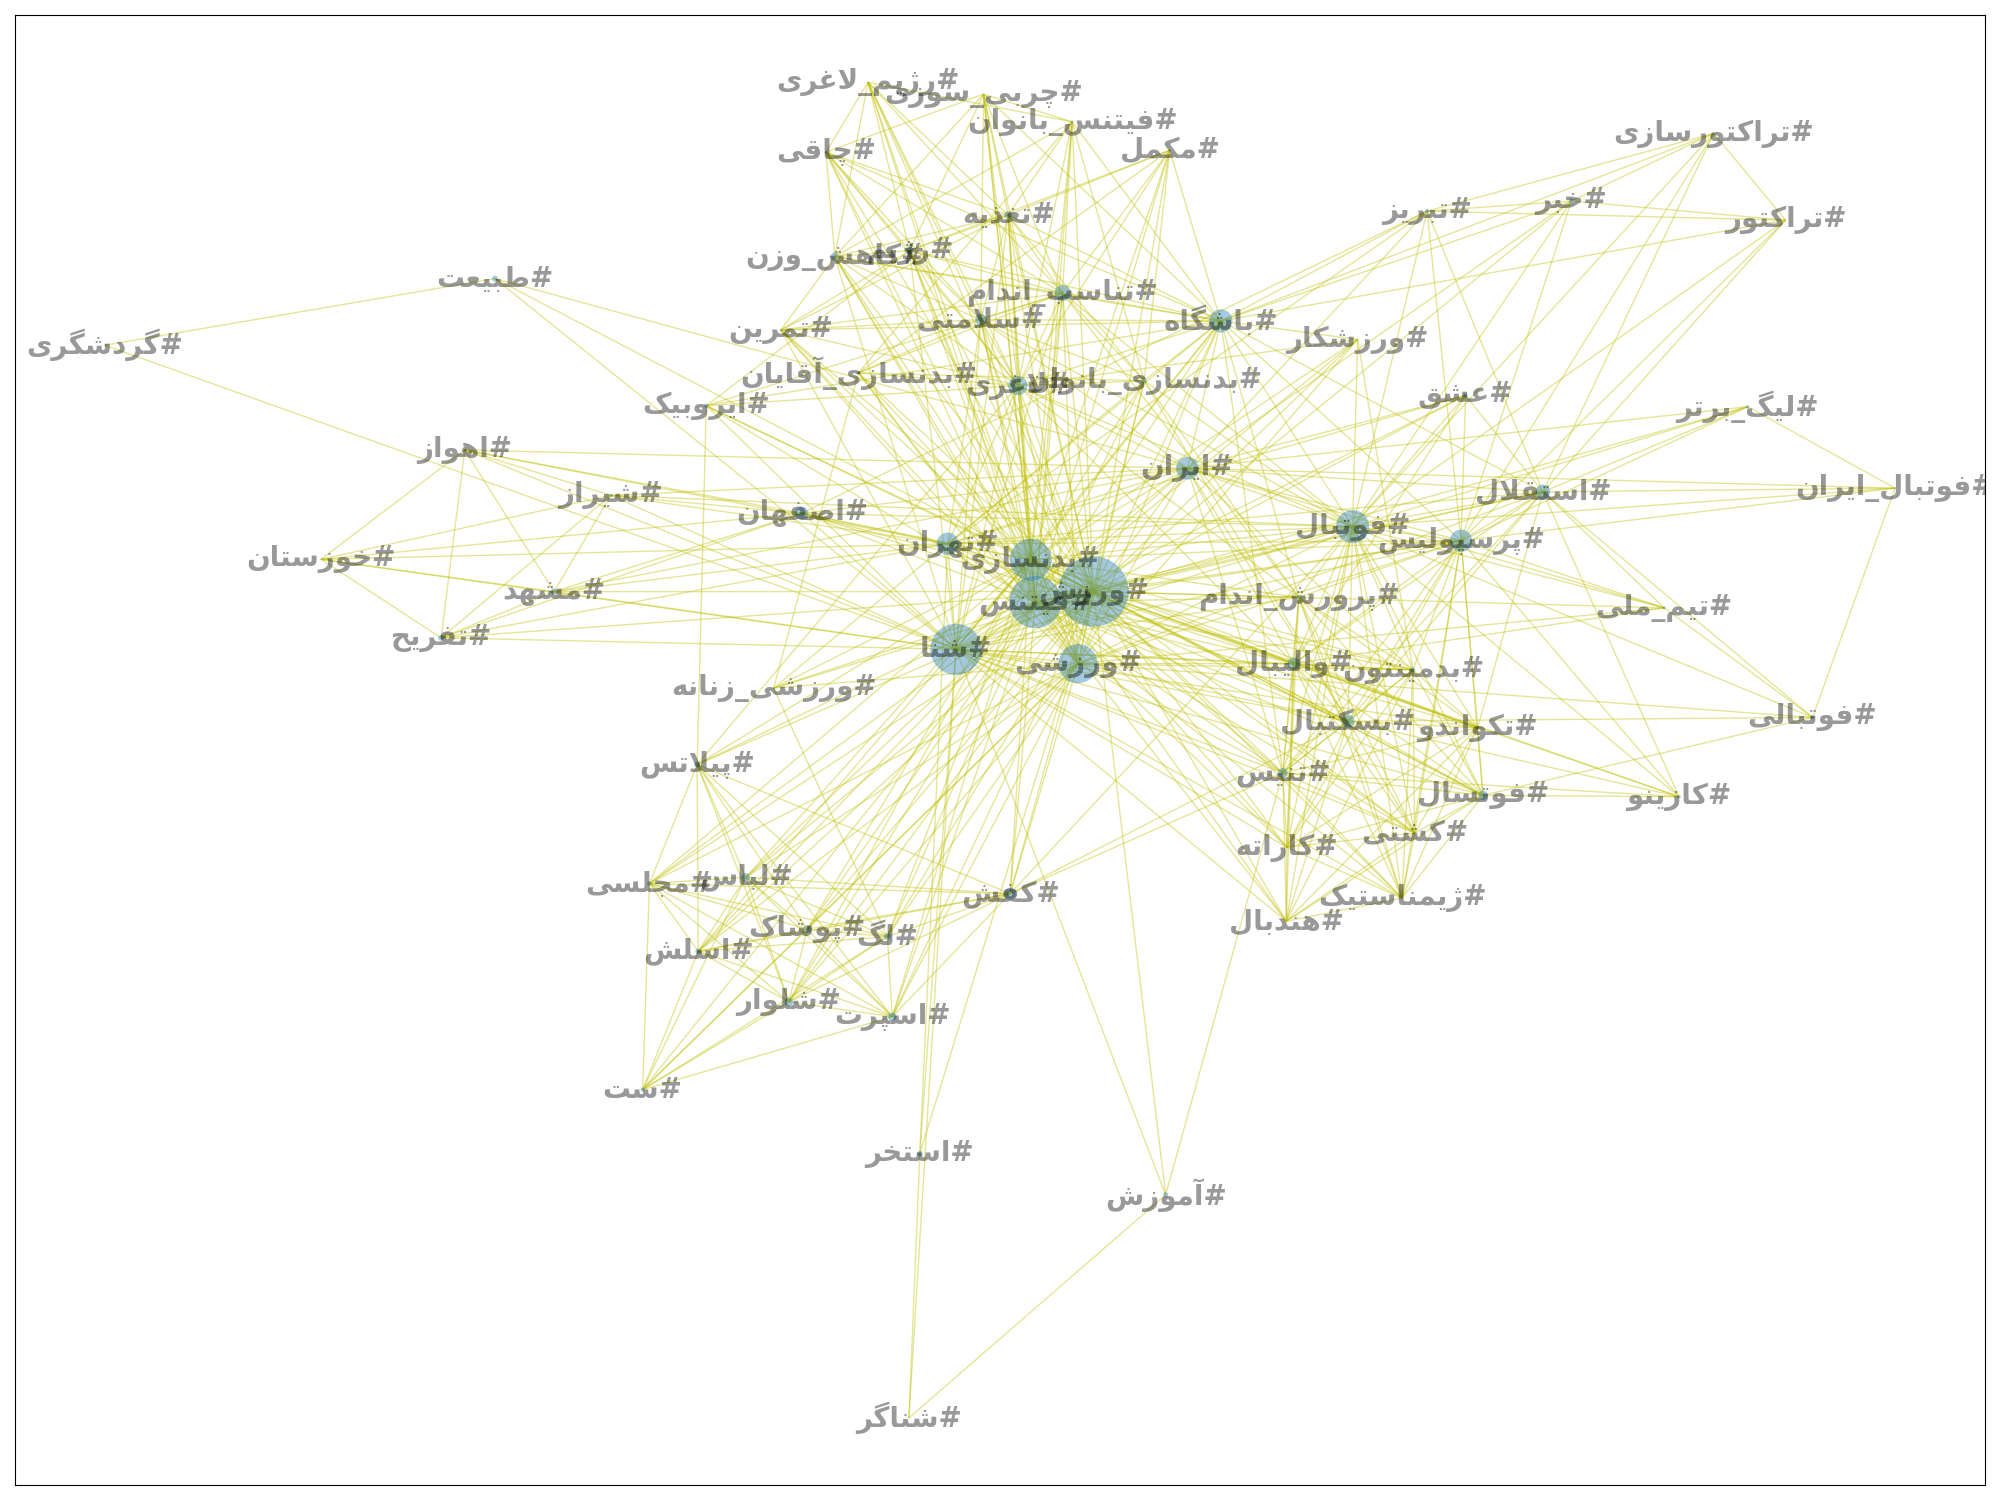 #رژیم_لاغری
#چربی_سوزی
#فیتنس_بانوان
#تراکتورسازی
#مکمل
#چاقی
#خبر
#تبریز
#تغذیه
#تراکتور
#رژیم
#کاهش_وزن
#طبیعت
#تناسب_اندام
#سلامتی
#باشگاه
#تمرین
#ورزشکار
#گردشگری
#بدنسازی_آقایان
#بدنسازی_بانوان
#لاغری
#عشق
#ایروبیک
#لیگ_برتر
#اهواز
#ایران
#فوتبال_ایران
#استقلال
#شیراز
#اصفهان
#فوتبال
#پرسپولیس
#تهران
#بدنسازی
#خوزستان
#مشهد
#ورزش
#پرورش_اندام
#فیتنس
#تیم_ملی
#تفریح
#شنا
#ورزشی
#والیبال
#بدمینتون
#ورزشی_زنانه
#فوتبالی
#بسکتبال
#تکواندو
#پیلاتس
#تنیس
#فوتسال
#کازینو
#کشتی
#کاراته
#لباس
#مجلسی
#کفش
#ژیمناستیک
#هندبال
#پوشاک
#لگ
#اسلش
#شلوار
#اسپرت
#ست
#استخر
#آموزش
#شناگر